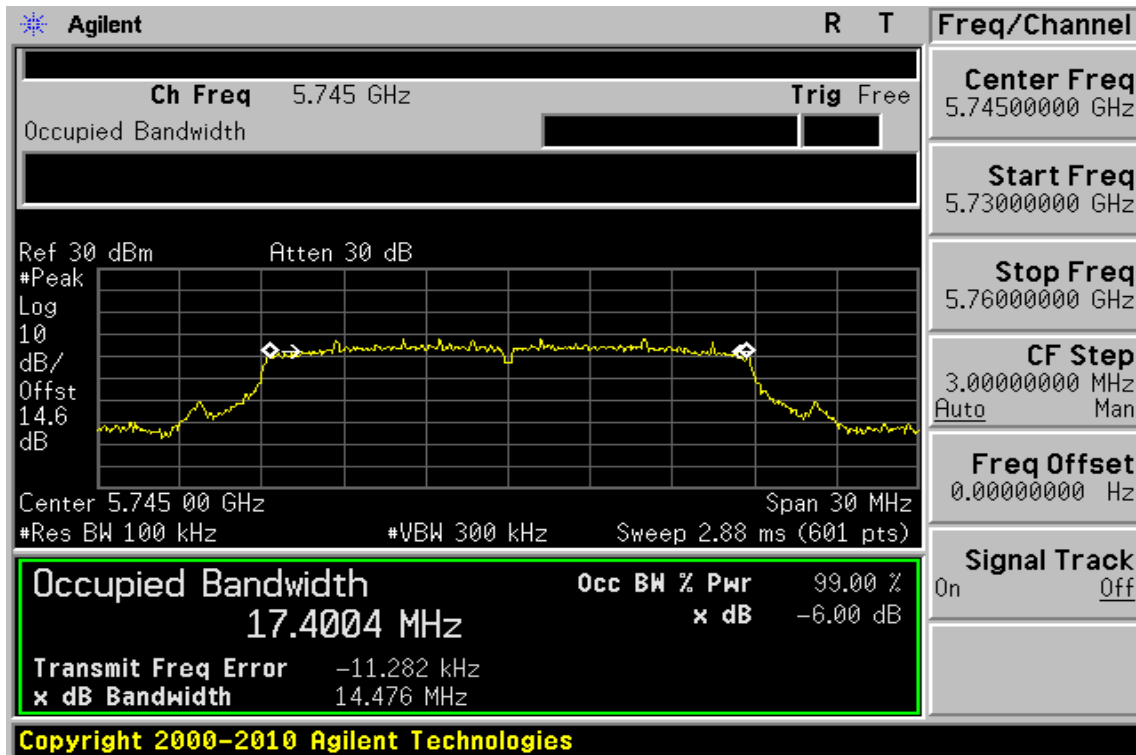 Agilent R T
Ch Freq 5.745 GHz Trig Free
Occupied Bandwidth
Ref 30 dBm Atten 30 dB
#Peak
Log
10
dB/
Offst
14.6
dB
Center 5.745 00 GHz Span 30 MHz
#Res BW 100 kHz #VBW 300 kHz Sweep 2.88 ms (601 pts)
Occupied Bandwidth Occ BW % Pwr 99.00 %
17.4004 MHz x dB -6.00 dB
Transmit Freq Error -11.282 kHz
x dB Bandwidth 14.476 MHz
Copyright 2000-2010 Agilent Technologies
Freq/Channel
Center Freq
5.74500000 GHz
Start Freq
5.73000000 GHz
Stop Freq
5.76000000 GHz
CF Step
3.00000000 MHz
Auto Man
Freq Offset
0.00000000 Hz
Signal Track
On Off